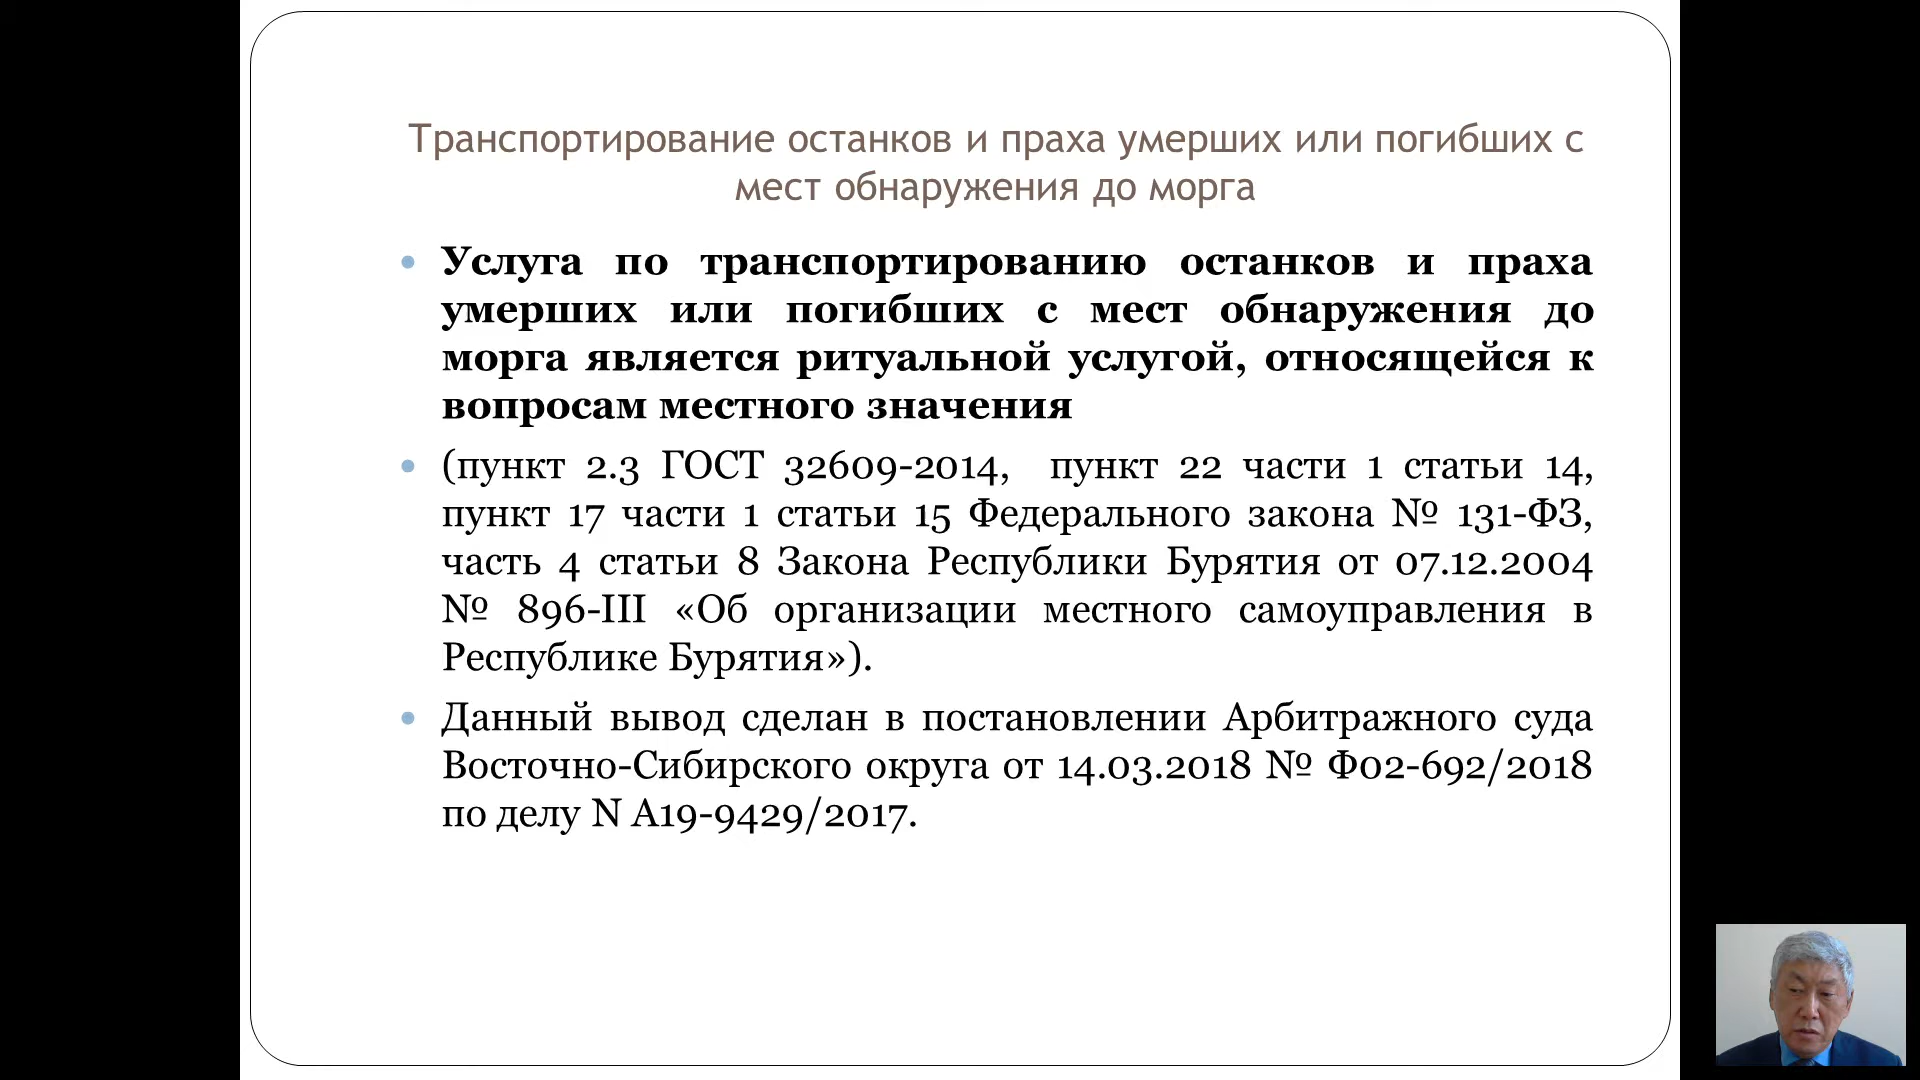 Транспортирование останков и праха умерших или погибших с
мест обнаружения до морга
• Услуга по транспортированию останков и праха
умерших или погибших с мест обнаружения до
морга является ритуальной услугой, относящейся к
вопросам местного значения
• (пункт 2.3 ГОСТ 32609-2014, пункт 22 части 1 статьи 14,
пункт 17 части 1 статьи 15 Федерального закона № 131-ФЗ,
часть 4 статьи 8 Закона Республики Бурятия от 07.12.2004
№ 896-III «Об организации местного самоуправления в
Республике Бурятия»).
• Данный вывод сделан в постановлении Арбитражного суда
Восточно-Сибирского округа от 14.03.2018 № Ф02-692/2018
по делу N А19-9429/2017.